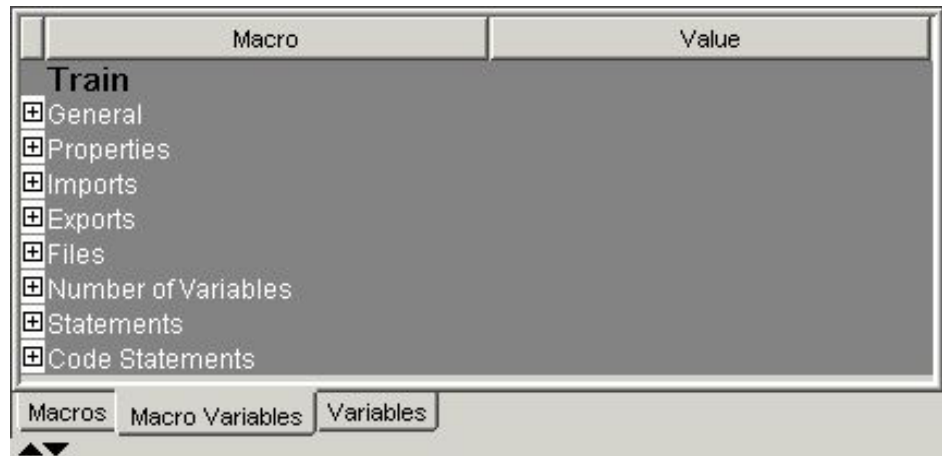 Macro Value
Train
General
Properties
Imports
Exports
Files
Number of Variables
Statements
Code Statements
Macros Macro Variables Variables